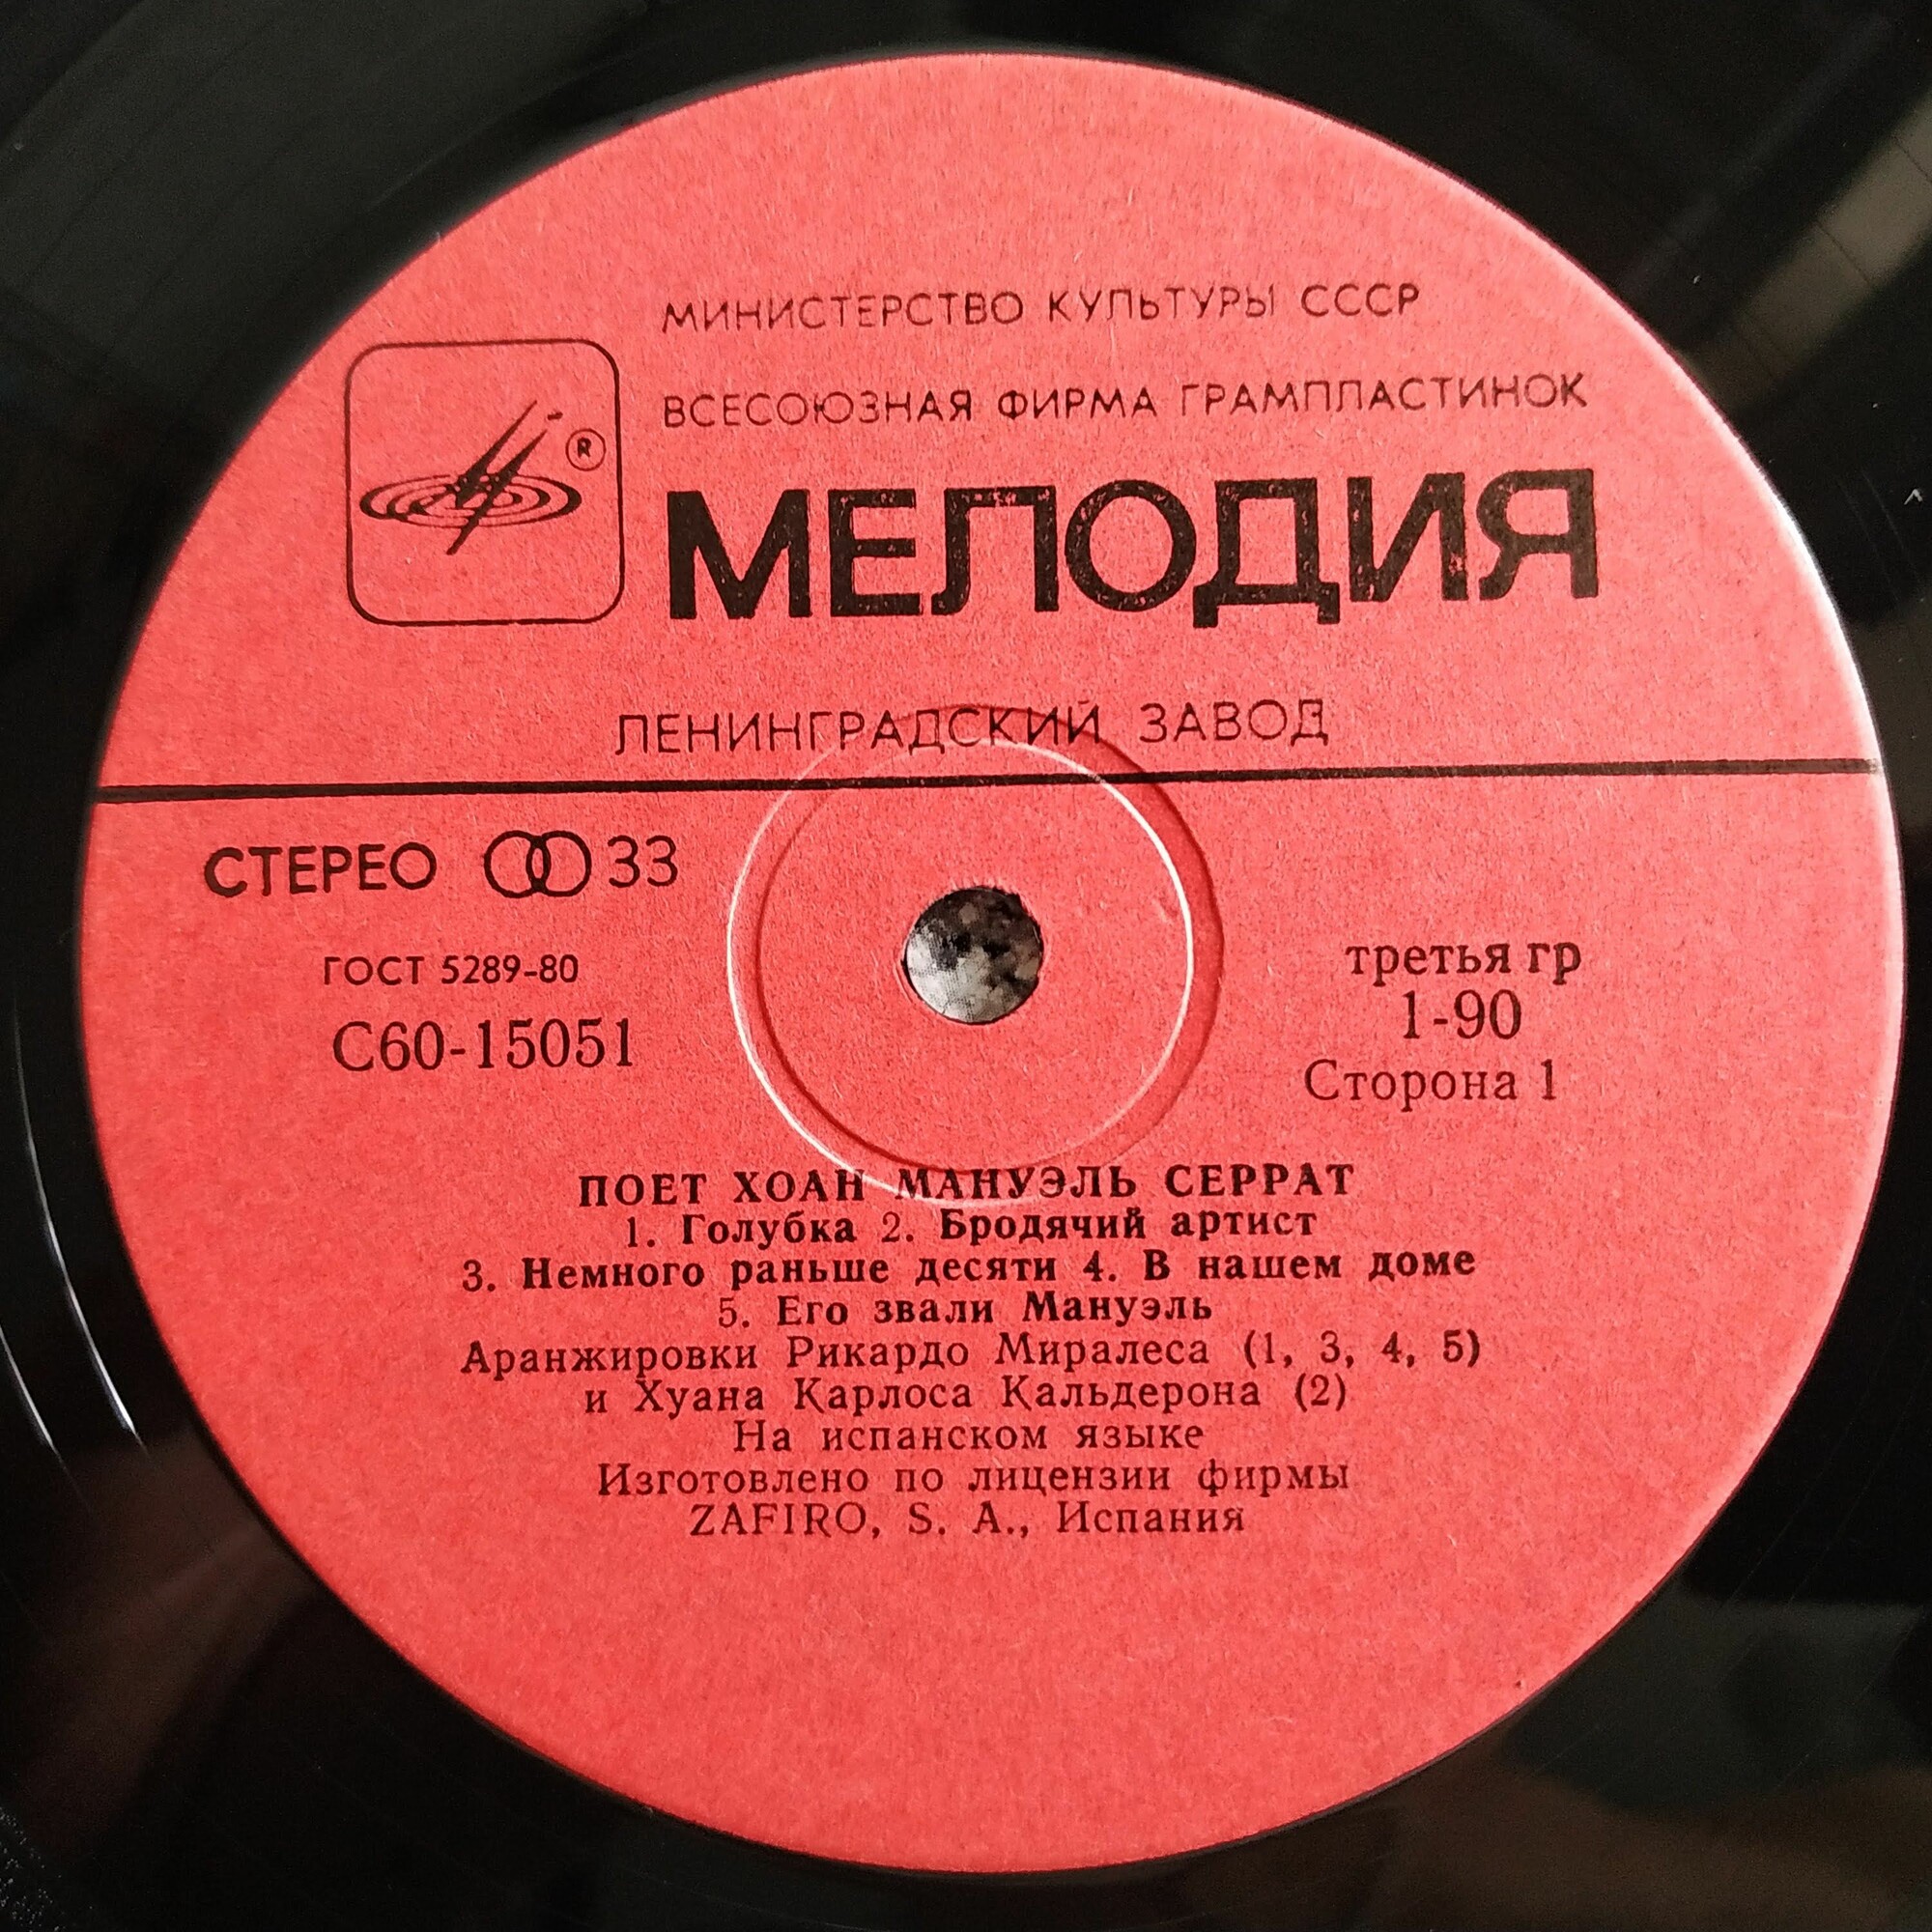 МИНИСТЕРСТВО КУЛЬТУРЫ СССР
ВСЕСОЮЗНАЯ ФИРМА ГРАМПЛАСТИНОК
®
МЕЛОДИЯ
ЛЕНИНГРАДСКИЙ ЗАВОД
СТЕРЕО 33
ГОСТ 5289-80
С60-15051
третья гр
1-90
Сторона 1
ПОЕТ ХОАН МАНУЭЛЬ СЕРРАТ
1. Голубка 2. Бродячий артист
3. Немного раньше десяти 4. В нашем доме
5. Его звали Мануэль
Аранжировки Рикардо Миралеса (1, 3, 4, 5)
и Хуана Карлоса Кальдерона (2)
На испанском языке
Изготовлено по лицензии фирмы
ZAFIRO, S. A., Испания